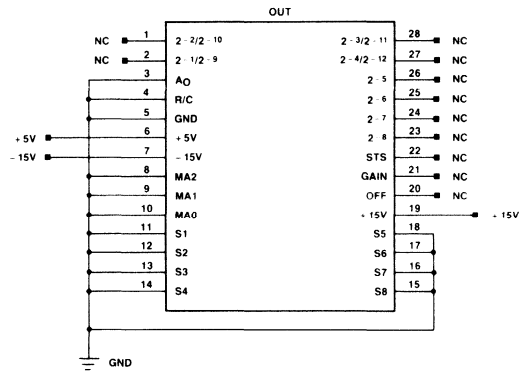 OUT
NC 1 2-2/2-10 2-3/2-11 28 NC
NC 2 2-1/2-9 2-4/2-12 27 NC
3 AO 2-5 26 NC
4 R/C 2-6 25 NC
5 GND 2-7 24 NC
+5V 6 +5V 2-8 23 NC
-15V 7 -15V STS 22 NC
8 MA2 GAIN 21 NC
9 MA1 OFF 20 NC
10 MA0 +15V 19 +15V
11 S1 S5 18
12 S2 S6 17
13 S3 S7 16
14 S4 S8 15
GND